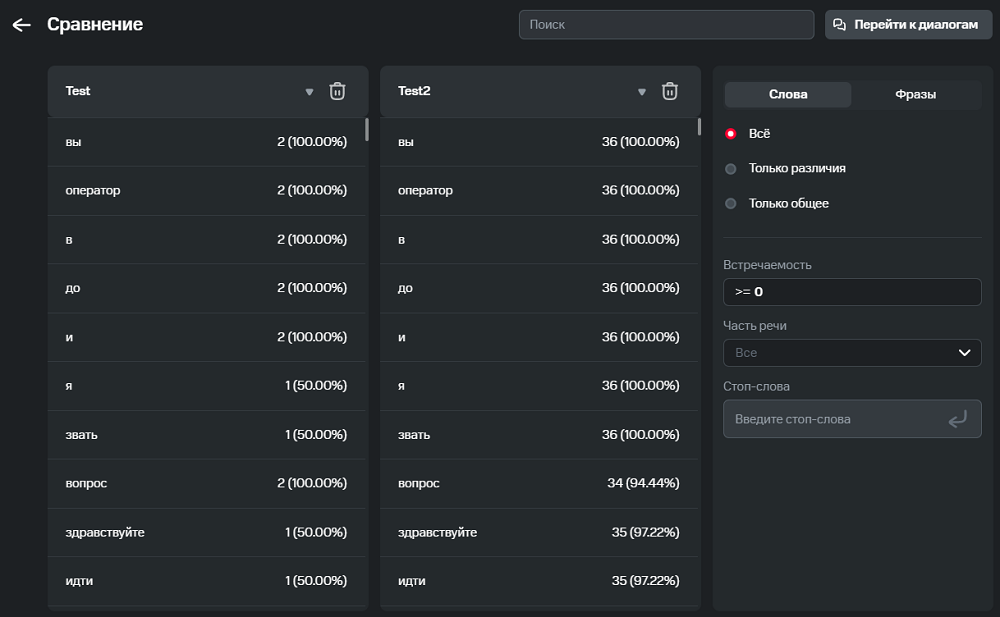 Сравнение
Поиск
Перейти к диалогам
Test
вы 2 (100.00%)
оператор 2 (100.00%)
в 2 (100.00%)
до 2 (100.00%)
и 2 (100.00%)
я 1 (50.00%)
звать 1 (50.00%)
вопрос 2 (100.00%)
здравствуйте 1 (50.00%)
идти 1 (50.00%)
Test2
вы 36 (100.00%)
оператор 36 (100.00%)
в 36 (100.00%)
до 36 (100.00%)
и 36 (100.00%)
я 36 (100.00%)
звать 36 (100.00%)
вопрос 34 (94.44%)
здравствуйте 35 (97.22%)
идти 35 (97.22%)
Слова
Фразы
Всё
Только различия
Только общее
Встречаемость
>= 0
Часть речи
Все
Стоп-слова
Введите стоп-слова